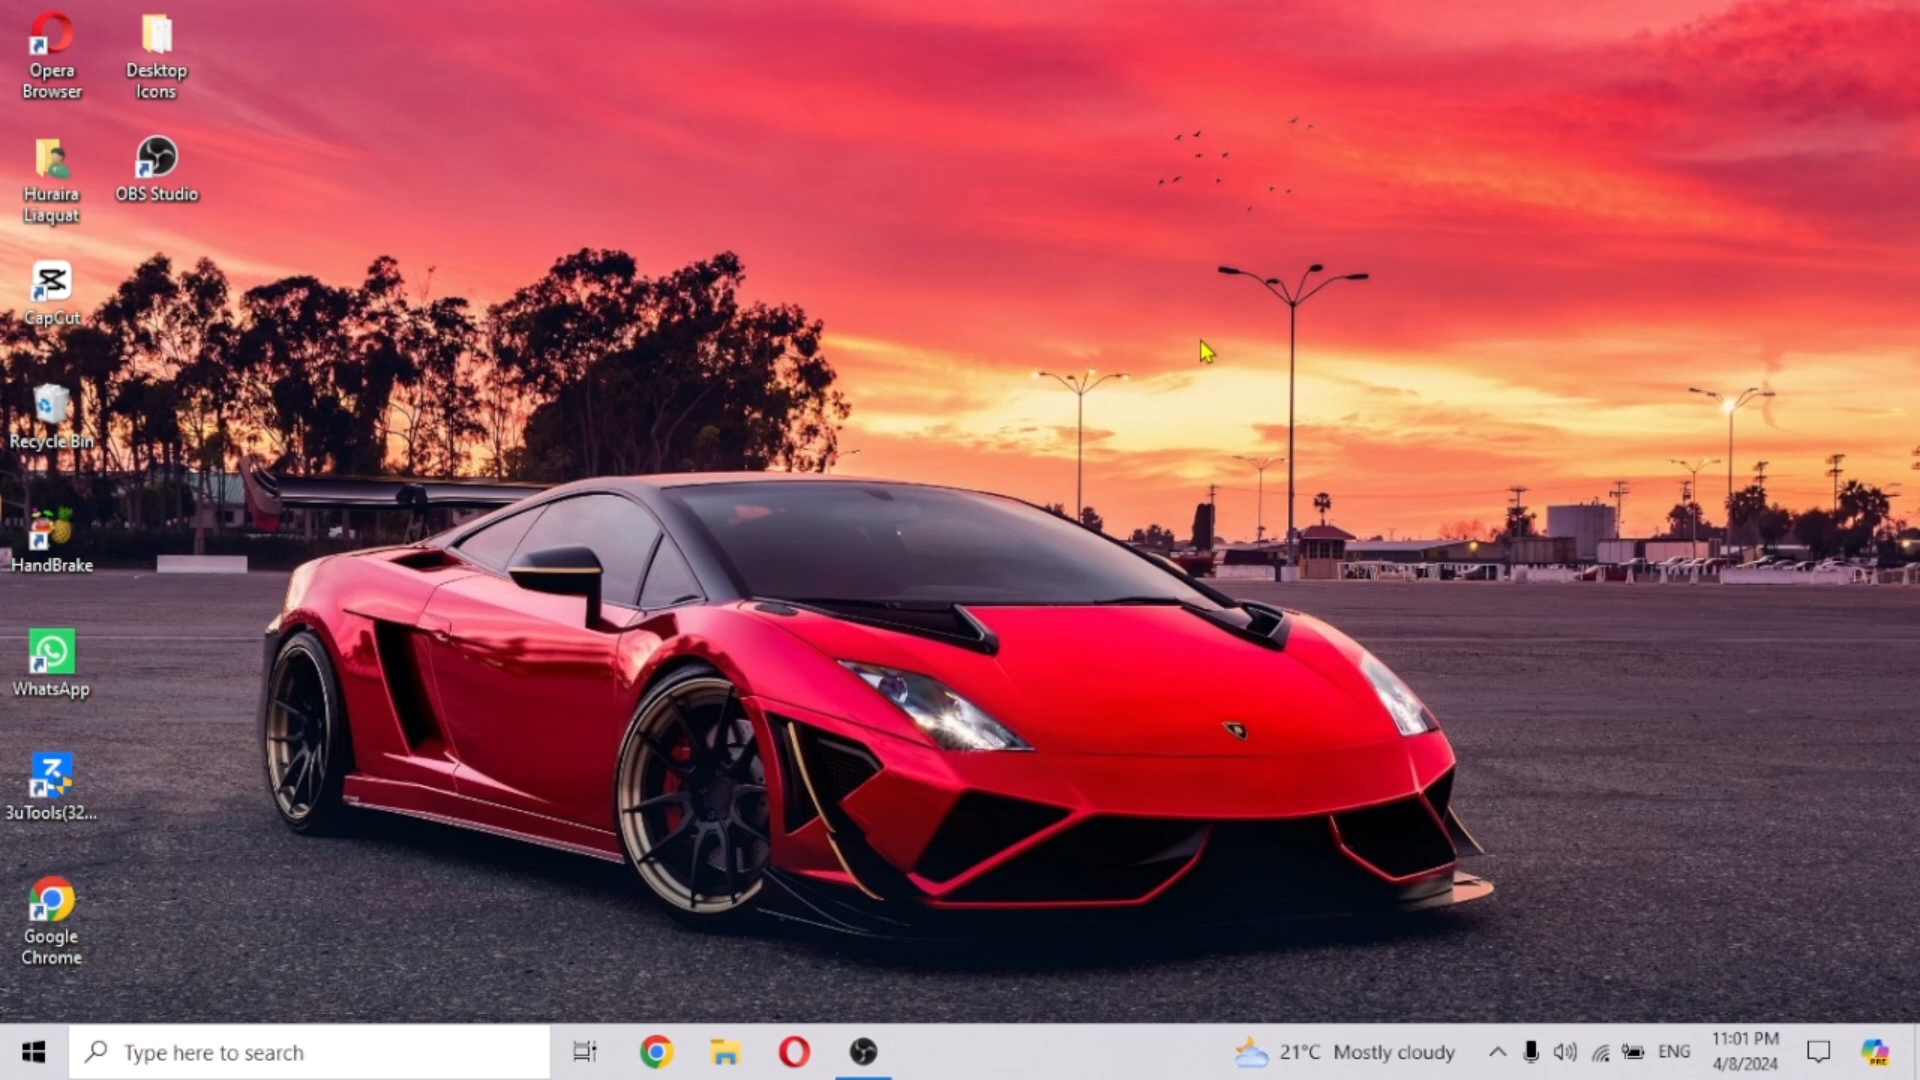 Opera
Browser
Desktop
Icons
Huraira
Liaquat
OBS Studio
CapCut
Recycle Bin
HandBrake
WhatsApp
3uTools(32...
Google
Chrome
Type here to search
21°C Mostly cloudy
ENG
11:01 PM
4/8/2024
PRE